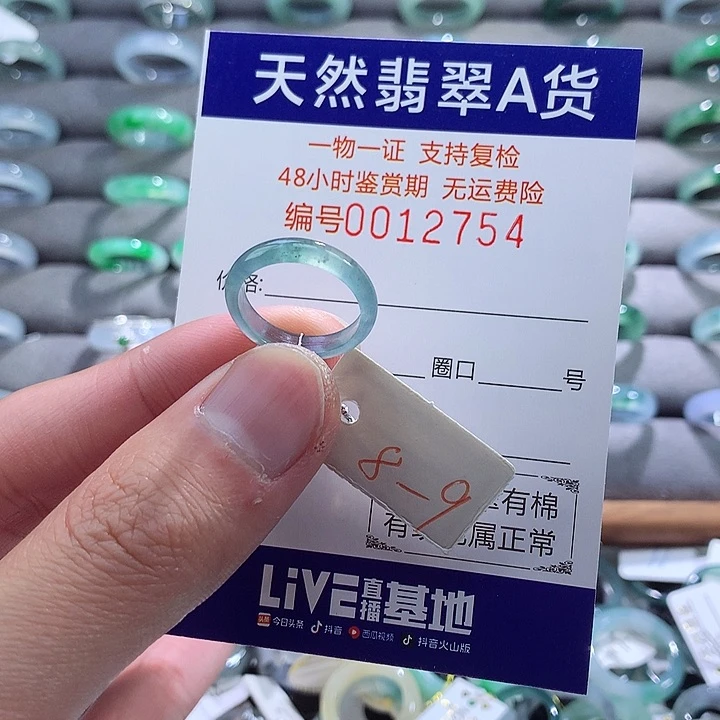 天然翡翠A货
一物一证 支持复检
48小时鉴赏期 无运费险
编号0012754
价格:
圈口 号
8-9
有棉
有 属正常
LiVE直播基地
头条 今日头条 抖音 西瓜视频 抖音火山版